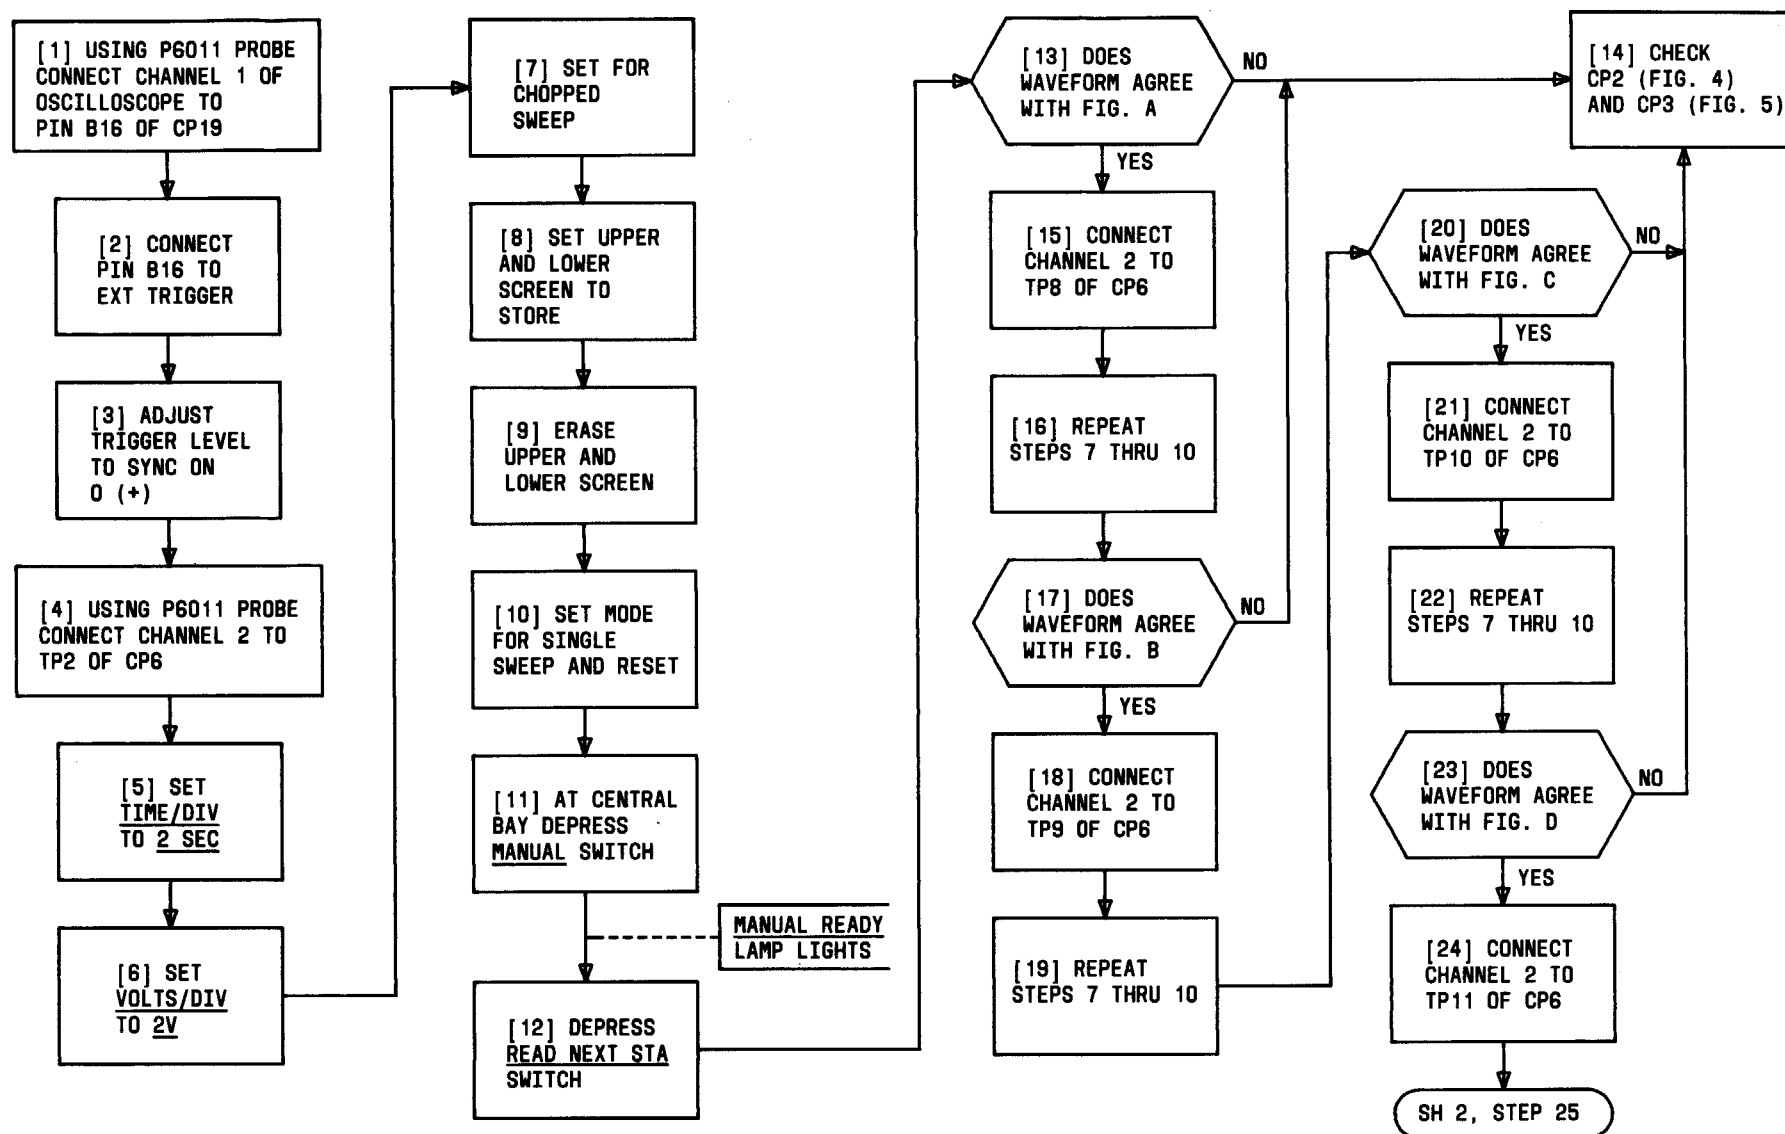 [1] USING P6011 PROBE
CONNECT CHANNEL 1 OF
OSCILLOSCOPE TO
PIN B16 OF CP19
[2] CONNECT
PIN B16 TO
EXT TRIGGER
[3] ADJUST
TRIGGER LEVEL
TO SYNC ON
0 (+)
[4] USING P6011 PROBE
CONNECT CHANNEL 2 TO
TP2 OF CP6
[5] SET
TIME/DIV
TO 2 SEC
[6] SET
VOLTS/DIV
TO 2V
[7] SET FOR
CHOPPED
SWEEP
[8] SET UPPER
AND LOWER
SCREEN TO
STORE
[9] ERASE
UPPER AND
LOWER SCREEN
[10] SET MODE
FOR SINGLE
SWEEP AND RESET
[11] AT CENTRAL
BAY DEPRESS
MANUAL SWITCH
MANUAL READY
LAMP LIGHTS
[12] DEPRESS
READ NEXT STA
SWITCH
[13] DOES
WAVEFORM AGREE
WITH FIG. A
NO
YES
[14] CHECK
CP2 (FIG. 4)
AND CP3 (FIG. 5)
[15] CONNECT
CHANNEL 2 TO
TP8 OF CP6
[16] REPEAT
STEPS 7 THRU 10
[17] DOES
WAVEFORM AGREE
WITH FIG. B
NO
YES
[18] CONNECT
CHANNEL 2 TO
TP9 OF CP6
[19] REPEAT
STEPS 7 THRU 10
[20] DOES
WAVEFORM AGREE
WITH FIG. C
NO
YES
[21] CONNECT
CHANNEL 2 TO
TP10 OF CP6
[22] REPEAT
STEPS 7 THRU 10
[23] DOES
WAVEFORM AGREE
WITH FIG. D
NO
YES
[24] CONNECT
CHANNEL 2 TO
TP11 OF CP6
SH 2, STEP 25